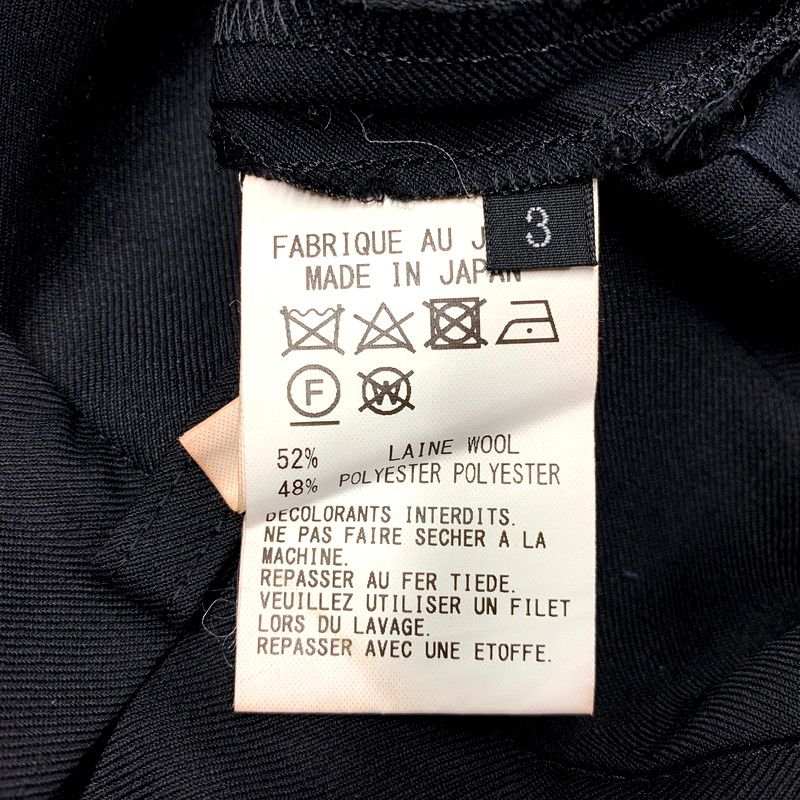 3
FABRIQUE AU J
MADE IN JAPAN
F
W
52% LAINE WOOL
48% POLYESTER POLYESTER
DECOLORANTS INTERDITS.
NE PAS FAIRE SECHER A LA
MACHINE.
REPASSER AU FER TIEDE.
VEUILLEZ UTILISER UN FILET
LORS DU LAVAGE.
REPASSER AVEC UNE ETOFFE.